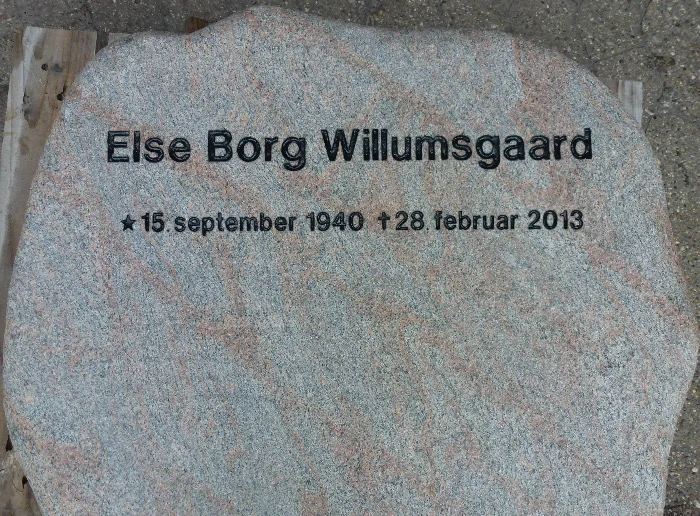 Else Borg Willumsgaard
★ 15. september 1940 ✝ 28. februar 2013